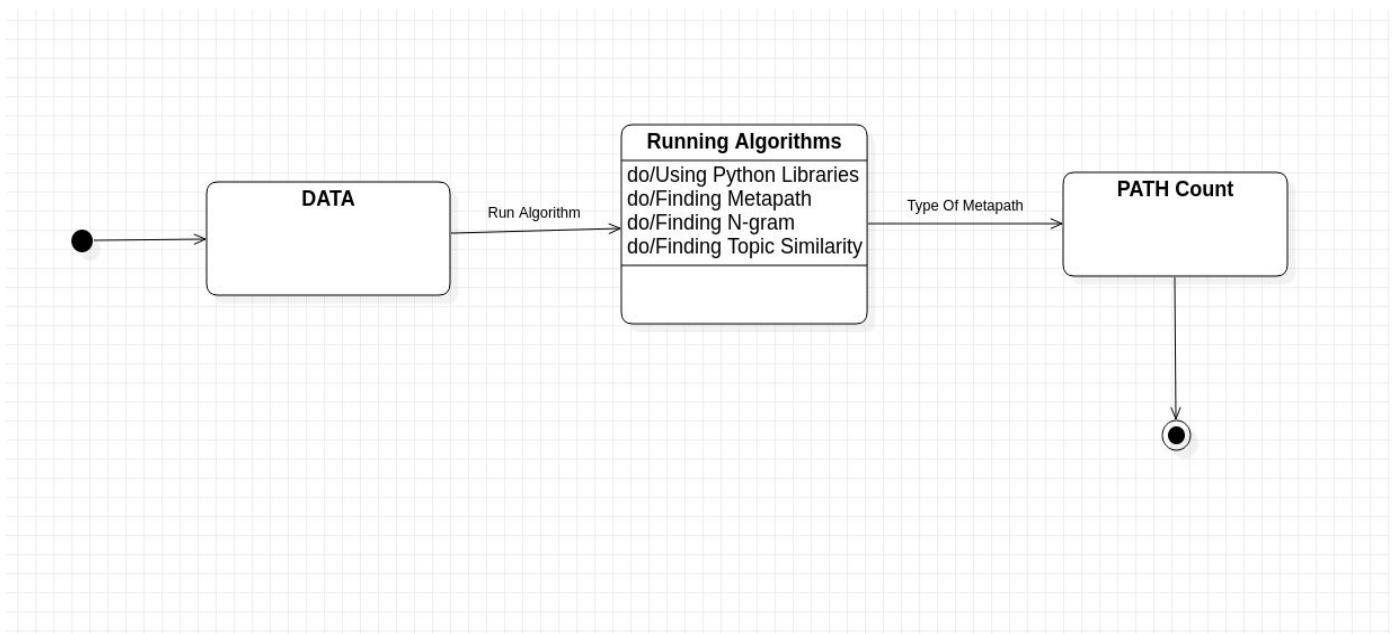 DATA
Run Algorithm
Running Algorithms
do/Using Python Libraries
do/Finding Metapath
do/Finding N-gram
do/Finding Topic Similarity
Type Of Metapath
PATH Count